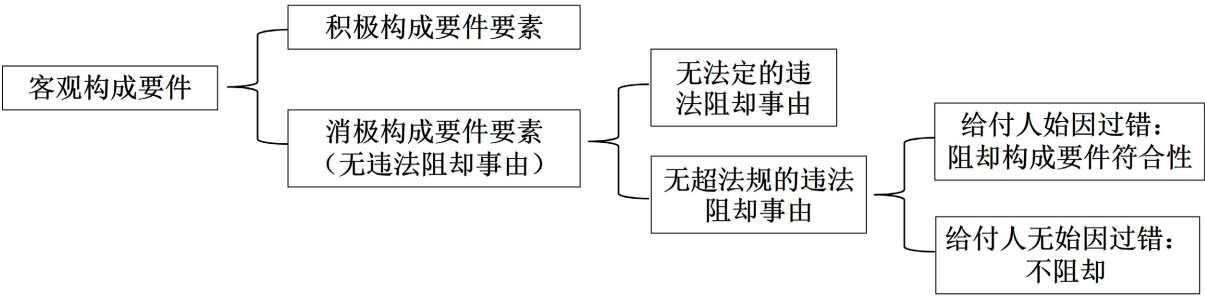 客观构成要件
积极构成要件要素
消极构成要件要素
（无违法阻却事由）
无法定的违
法阻却事由
无超法规的违法
阻却事由
给付人始因过错：
阻却构成要件符合性
给付人无始因过错：
不阻却